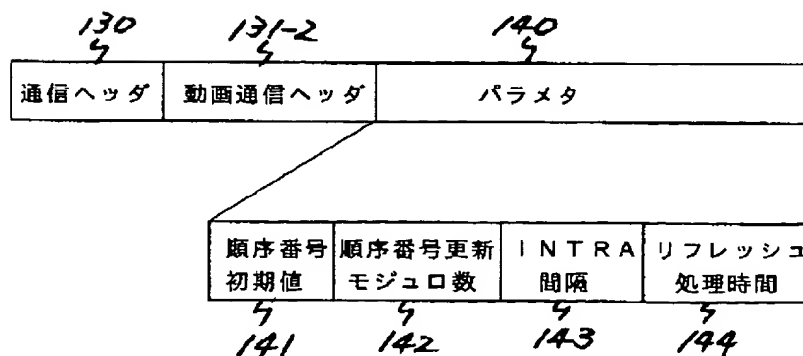 130 131-2 140
通信ヘッダ 動画通信ヘッダ パラメタ
順序番号 順序番号更新 INTRA リフレッシュ
初期値 モジュロ数 間隔 処理時間
141 142 143 144